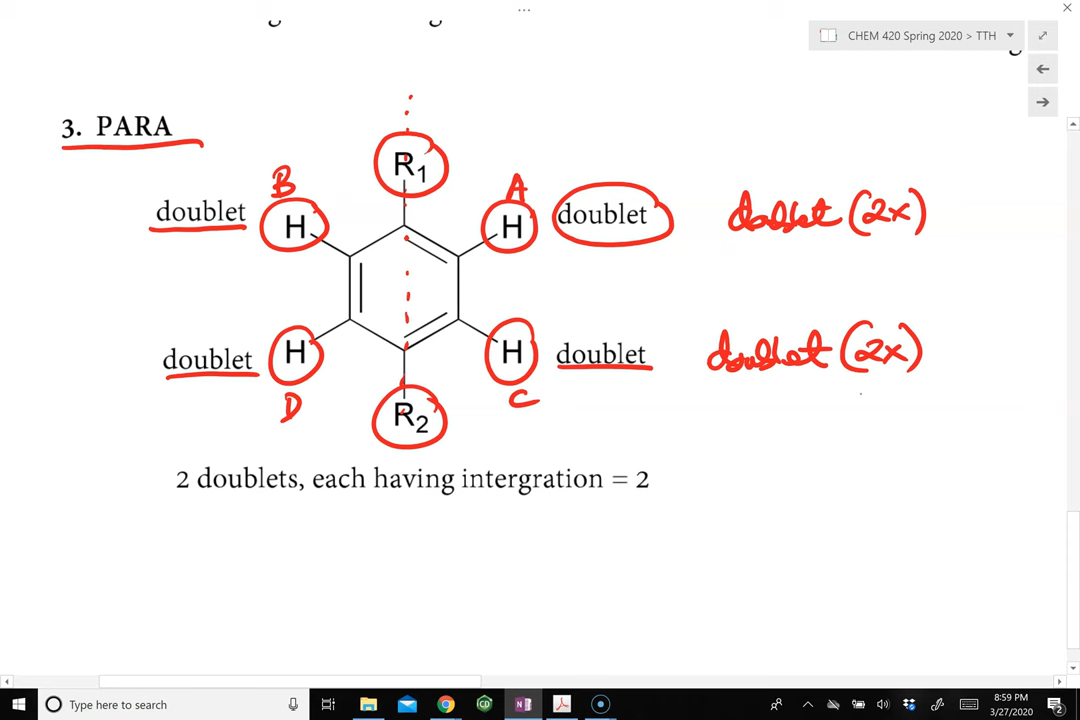 CHEM 420 Spring 2020 > TTH
3. PARA
R1
B
A
doublet H H doublet doublet (2x)
doublet H H doublet doublet (2x)
D
C
R2
2 doublets, each having intergration = 2
Type here to search
8:59 PM
3/27/2020
2